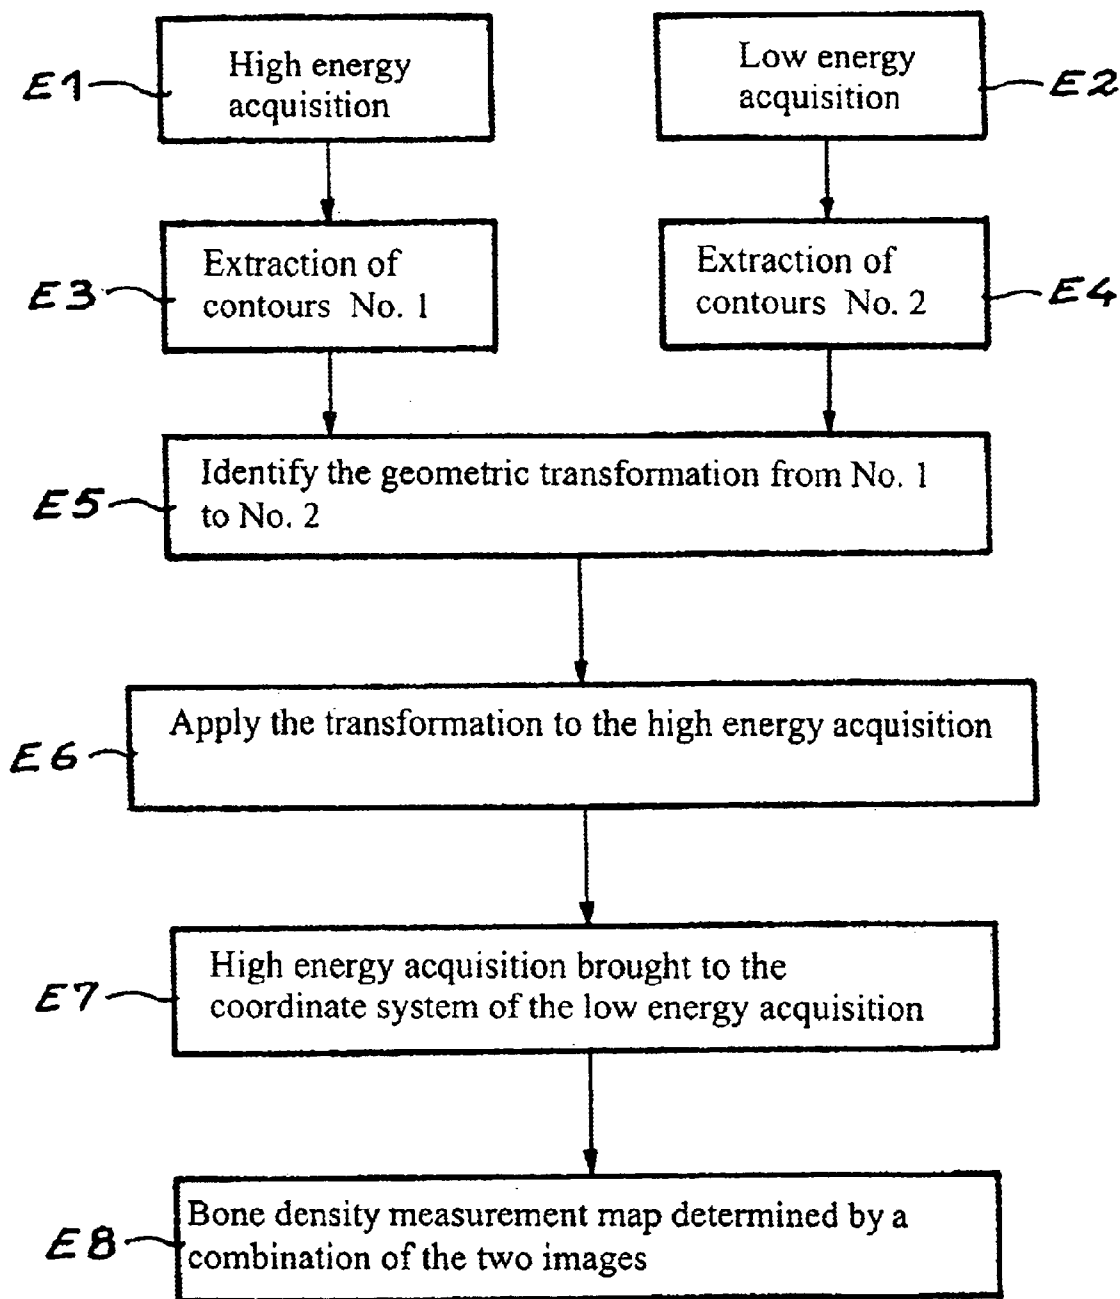 E1
High energy
acquisition
Low energy
acquisition
E2
E3
Extraction of
contours No. 1
Extraction of
contours No. 2
E4
E5
Identify the geometric transformation from No. 1
to No. 2
E6
Apply the transformation to the high energy acquisition
E7
High energy acquisition brought to the
coordinate system of the low energy acquisition
E8
Bone density measurement map determined by a
combination of the two images